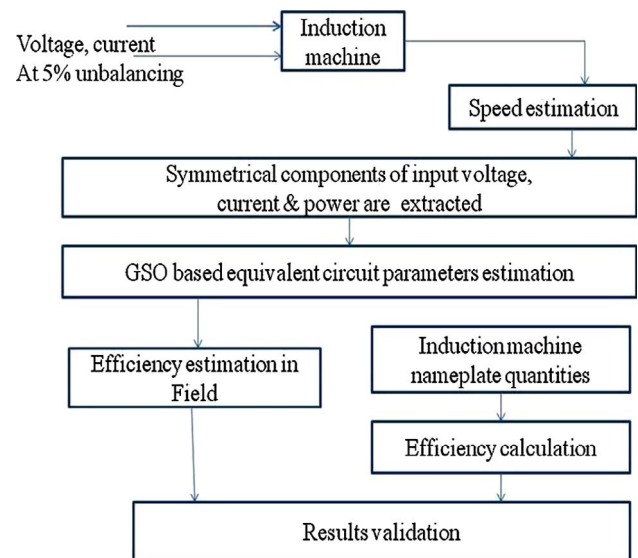 Voltage, current
At 5% unbalancing
Induction
machine
Speed estimation
Symmetrical components of input voltage,
current & power are extracted
GSO based equivalent circuit parameters estimation
Efficiency estimation in
Field
Induction machine
nameplate quantities
Efficiency calculation
Results validation